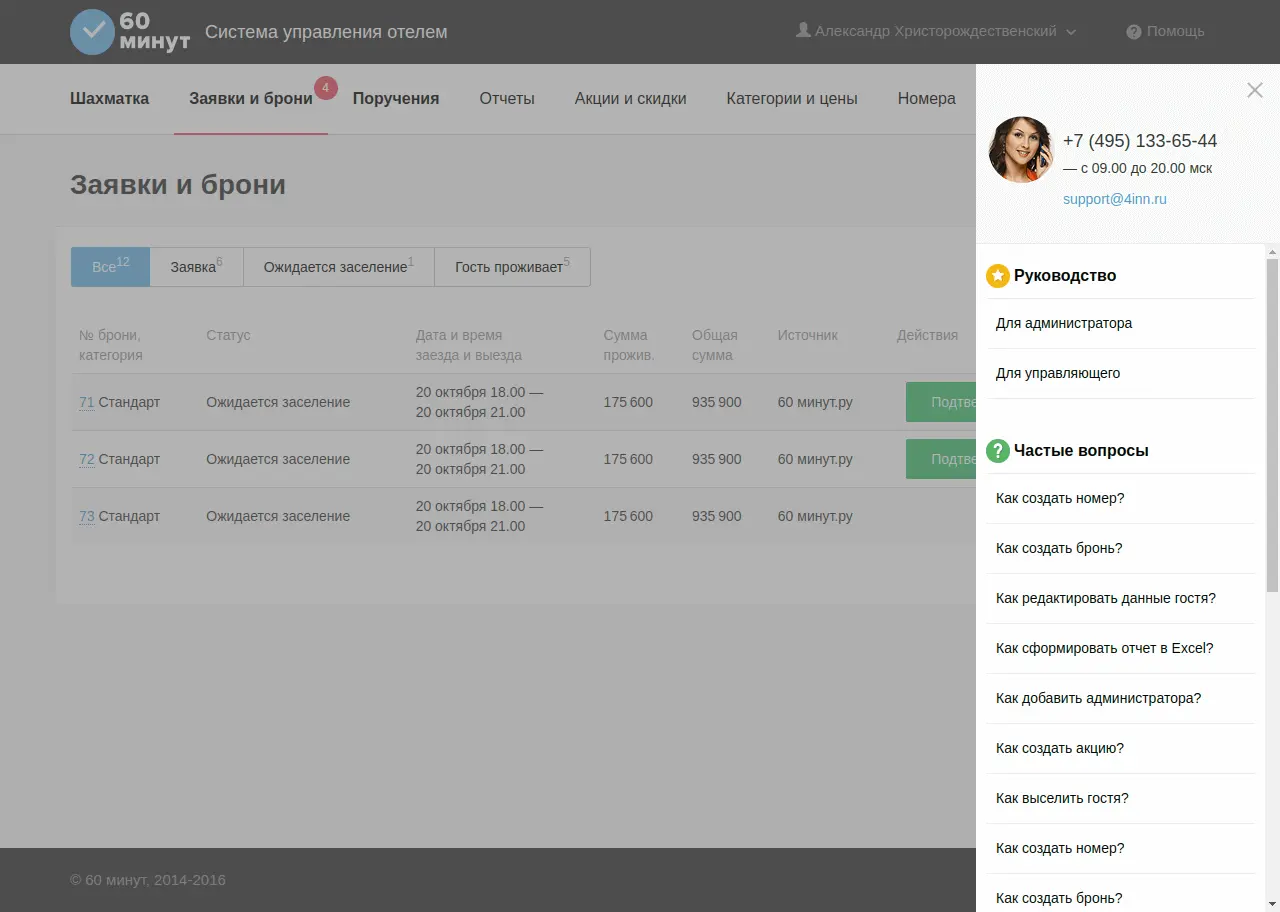 60 минут
Система управления отелем
Александр Христорождественский
Помощь
Шахматка
Заявки и брони 4
Поручения
Отчеты
Акции и скидки
Категории и цены
Номера
Заявки и брони
Все 12
Заявка 6
Ожидается заселение 1
Гость проживает 5
№ брони, категория
Статус
Дата и время заезда и выезда
Сумма прожив.
Общая сумма
Источник
Действия
71 Стандарт
Ожидается заселение
20 октября 18.00 —
20 октября 21.00
175 600
935 900
60 минут.ру
Подтве
72 Стандарт
Ожидается заселение
20 октября 18.00 —
20 октября 21.00
175 600
935 900
60 минут.ру
Подтве
73 Стандарт
Ожидается заселение
20 октября 18.00 —
20 октября 21.00
175 600
935 900
60 минут.ру
© 60 минут, 2014-2016
+7 (495) 133-65-44
— с 09.00 до 20.00 мск
support@4inn.ru
Руководство
Для администратора
Для управляющего
Частые вопросы
Как создать номер?
Как создать бронь?
Как редактировать данные гостя?
Как сформировать отчет в Excel?
Как добавить администратора?
Как создать акцию?
Как выселить гостя?
Как создать номер?
Как создать бронь?